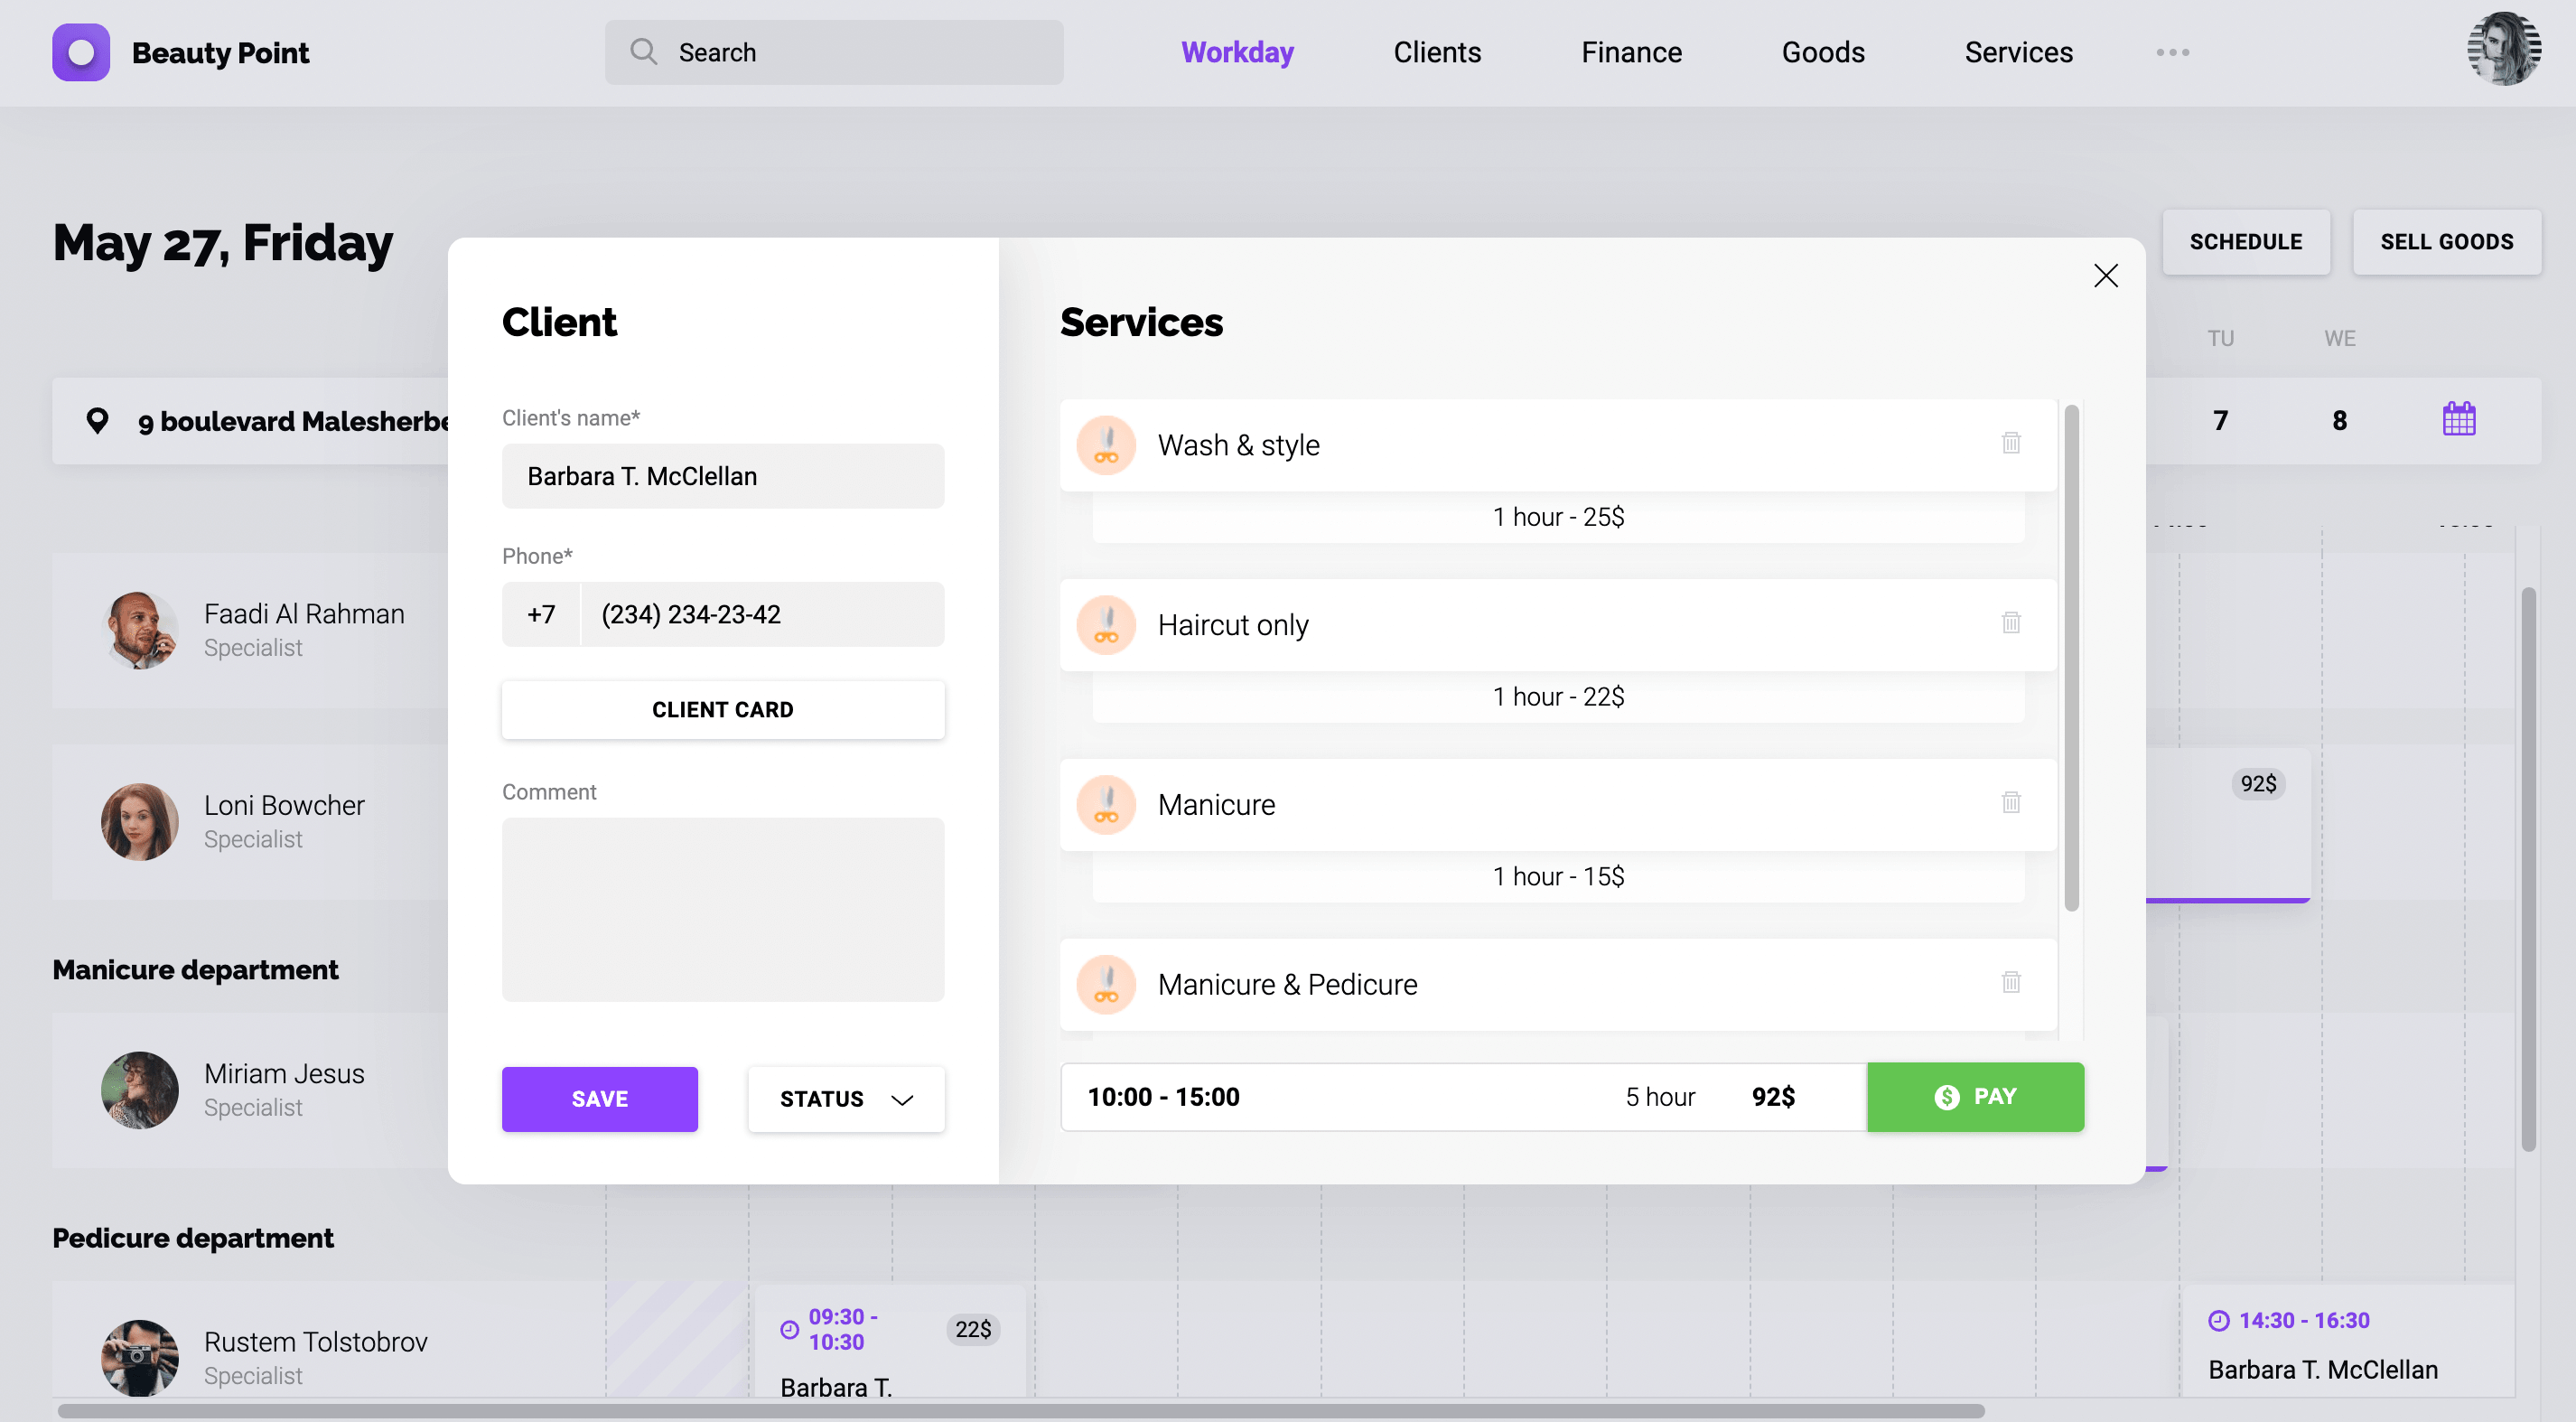 Beauty Point
Search
Workday
Clients
Finance
Goods
Services
May 27, Friday
SCHEDULE
SELL GOODS
TU
WE
9 boulevard Malesherbe
7
8
Client
Client's name*
Barbara T. McClellan
Phone*
+7
(234) 234-23-42
CLIENT CARD
Comment
SAVE
STATUS
Services
Wash & style
1 hour - 25$
Haircut only
1 hour - 22$
Manicure
1 hour - 15$
Manicure & Pedicure
10:00 - 15:00
5 hour
92$
$ PAY
Faadi Al Rahman
Specialist
Loni Bowcher
Specialist
92$
Manicure department
Miriam Jesus
Specialist
Pedicure department
Rustem Tolstobrov
Specialist
09:30 -
10:30
22$
Barbara T.
14:30 - 16:30
Barbara T. McClellan